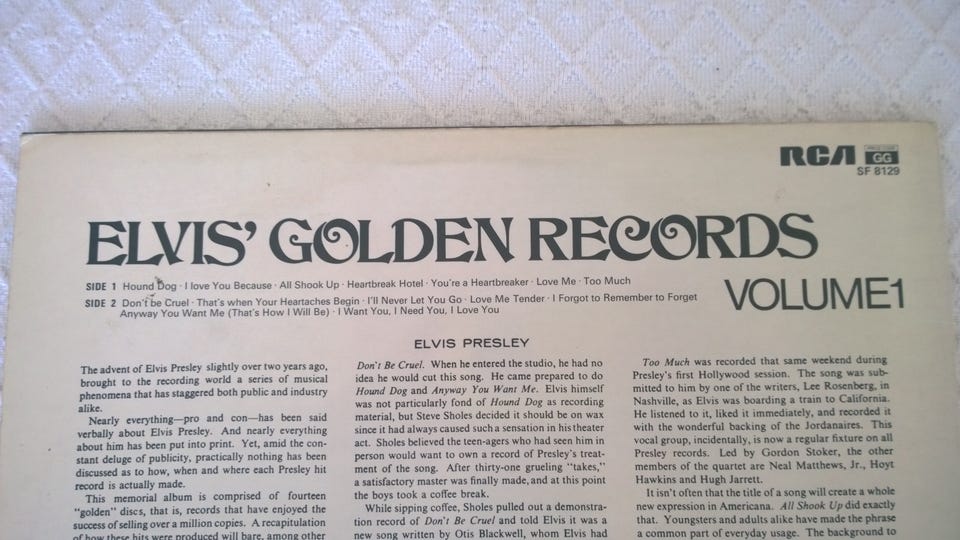 RCA
GG
SF 8129
ELVIS' GOLDEN RECORDS
SIDE 1 Hound Dog · I love You Because · All Shook Up · Heartbreak Hotel · You're a Heartbreaker · Love Me · Too Much
SIDE 2 Don't be Cruel · That's when Your Heartaches Begin · I'll Never Let You Go · Love Me Tender · I Forgot to Remember to Forget
Anyway You Want Me (That's How I Will Be) · I Want You, I Need You, I Love You
VOLUME1
ELVIS PRESLEY
The advent of Elvis Presley slightly over two years ago,
brought to the recording world a series of musical
phenomena that has staggered both public and industry
alike.
Nearly everything—pro and con—has been said
verbally about Elvis Presley. And nearly everything
about him has been put into print. Yet, amid the con-
stant deluge of publicity, practically nothing has been
discussed as to how, when and where each Presley hit
record is actually made.
This memorial album is comprised of fourteen
"golden" discs, that is, records that have enjoyed the
success of selling over a million copies. A recapitulation
of how these hits were produced will bare, among other
Don't Be Cruel. When he entered the studio, he had no
idea he would cut this song. He came prepared to do
Hound Dog and Anyway You Want Me. Elvis himself
was not particularly fond of Hound Dog as recording
material, but Steve Sholes decided it should be on wax
since it had always caused such a sensation in his theater
act. Sholes believed the teen-agers who had seen him in
person would want to own a record of Presley's treat-
ment of the song. After thirty-one grueling "takes,"
a satisfactory master was finally made, and at this point
the boys took a coffee break.
While sipping coffee, Sholes pulled out a demonstra-
tion record of Don't Be Cruel and told Elvis it was a
new song written by Otis Blackwell, whom Elvis had
Too Much was recorded that same weekend during
Presley's first Hollywood session. The song was sub-
mitted to him by one of the writers, Lee Rosenberg, in
Nashville, as Elvis was boarding a train to California.
He listened to it, liked it immediately, and recorded it
with the wonderful backing of the Jordanaires. This
vocal group, incidentally, is now a regular fixture on all
Presley records. Led by Gordon Stoker, the other
members of the quartet are Neal Matthews, Jr., Hoyt
Hawkins and Hugh Jarrett.
It isn't often that the title of a song will create a whole
new expression in Americana. All Shook Up did exactly
that. Youngsters and adults alike have made the phrase
a common part of everyday usage. The background to